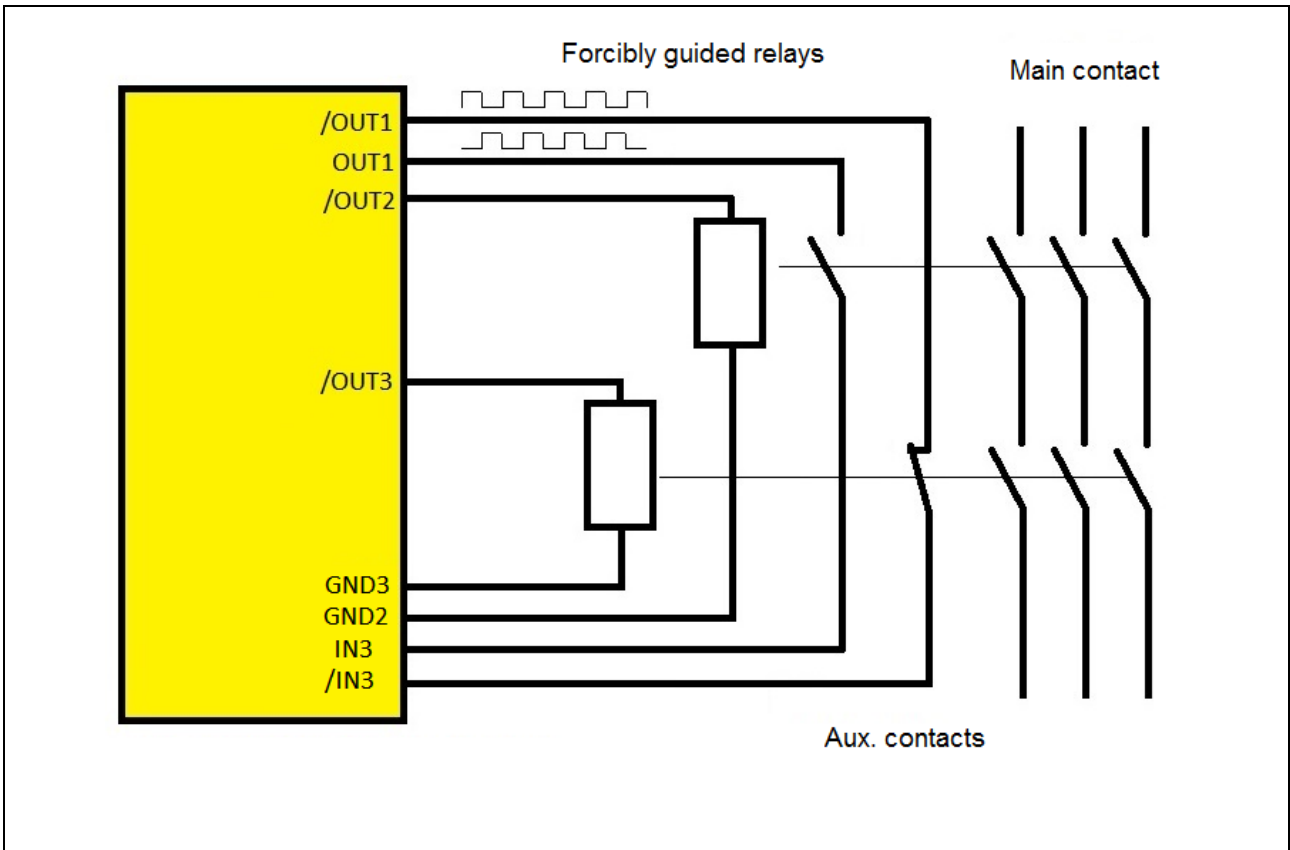 Forcibly guided relays
Main contact
/OUT1
OUT1
/OUT2
/OUT3
GND3
GND2
IN3
/IN3
Aux. contacts